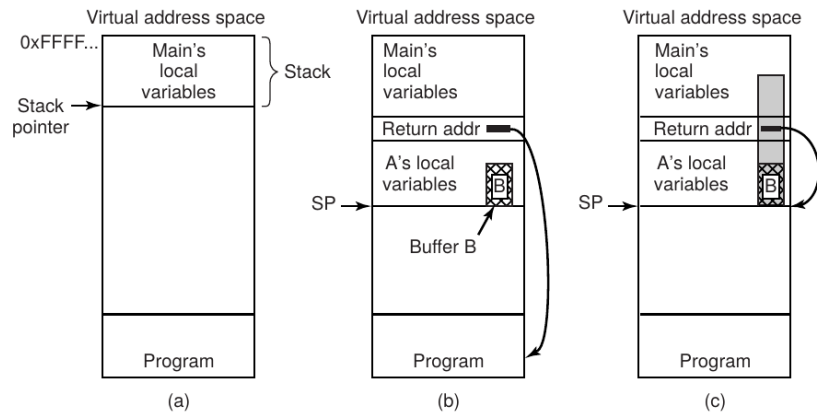 Virtual address space
0xFFFF...
Main's
local
variables
Stack
Stack
pointer
Program
(a)
Virtual address space
Main's
local
variables
Return addr
A's local
variables
B
SP
Buffer B
Program
(b)
Virtual address space
Main's
local
variables
Return addr
A's local
variables
B
SP
Program
(c)